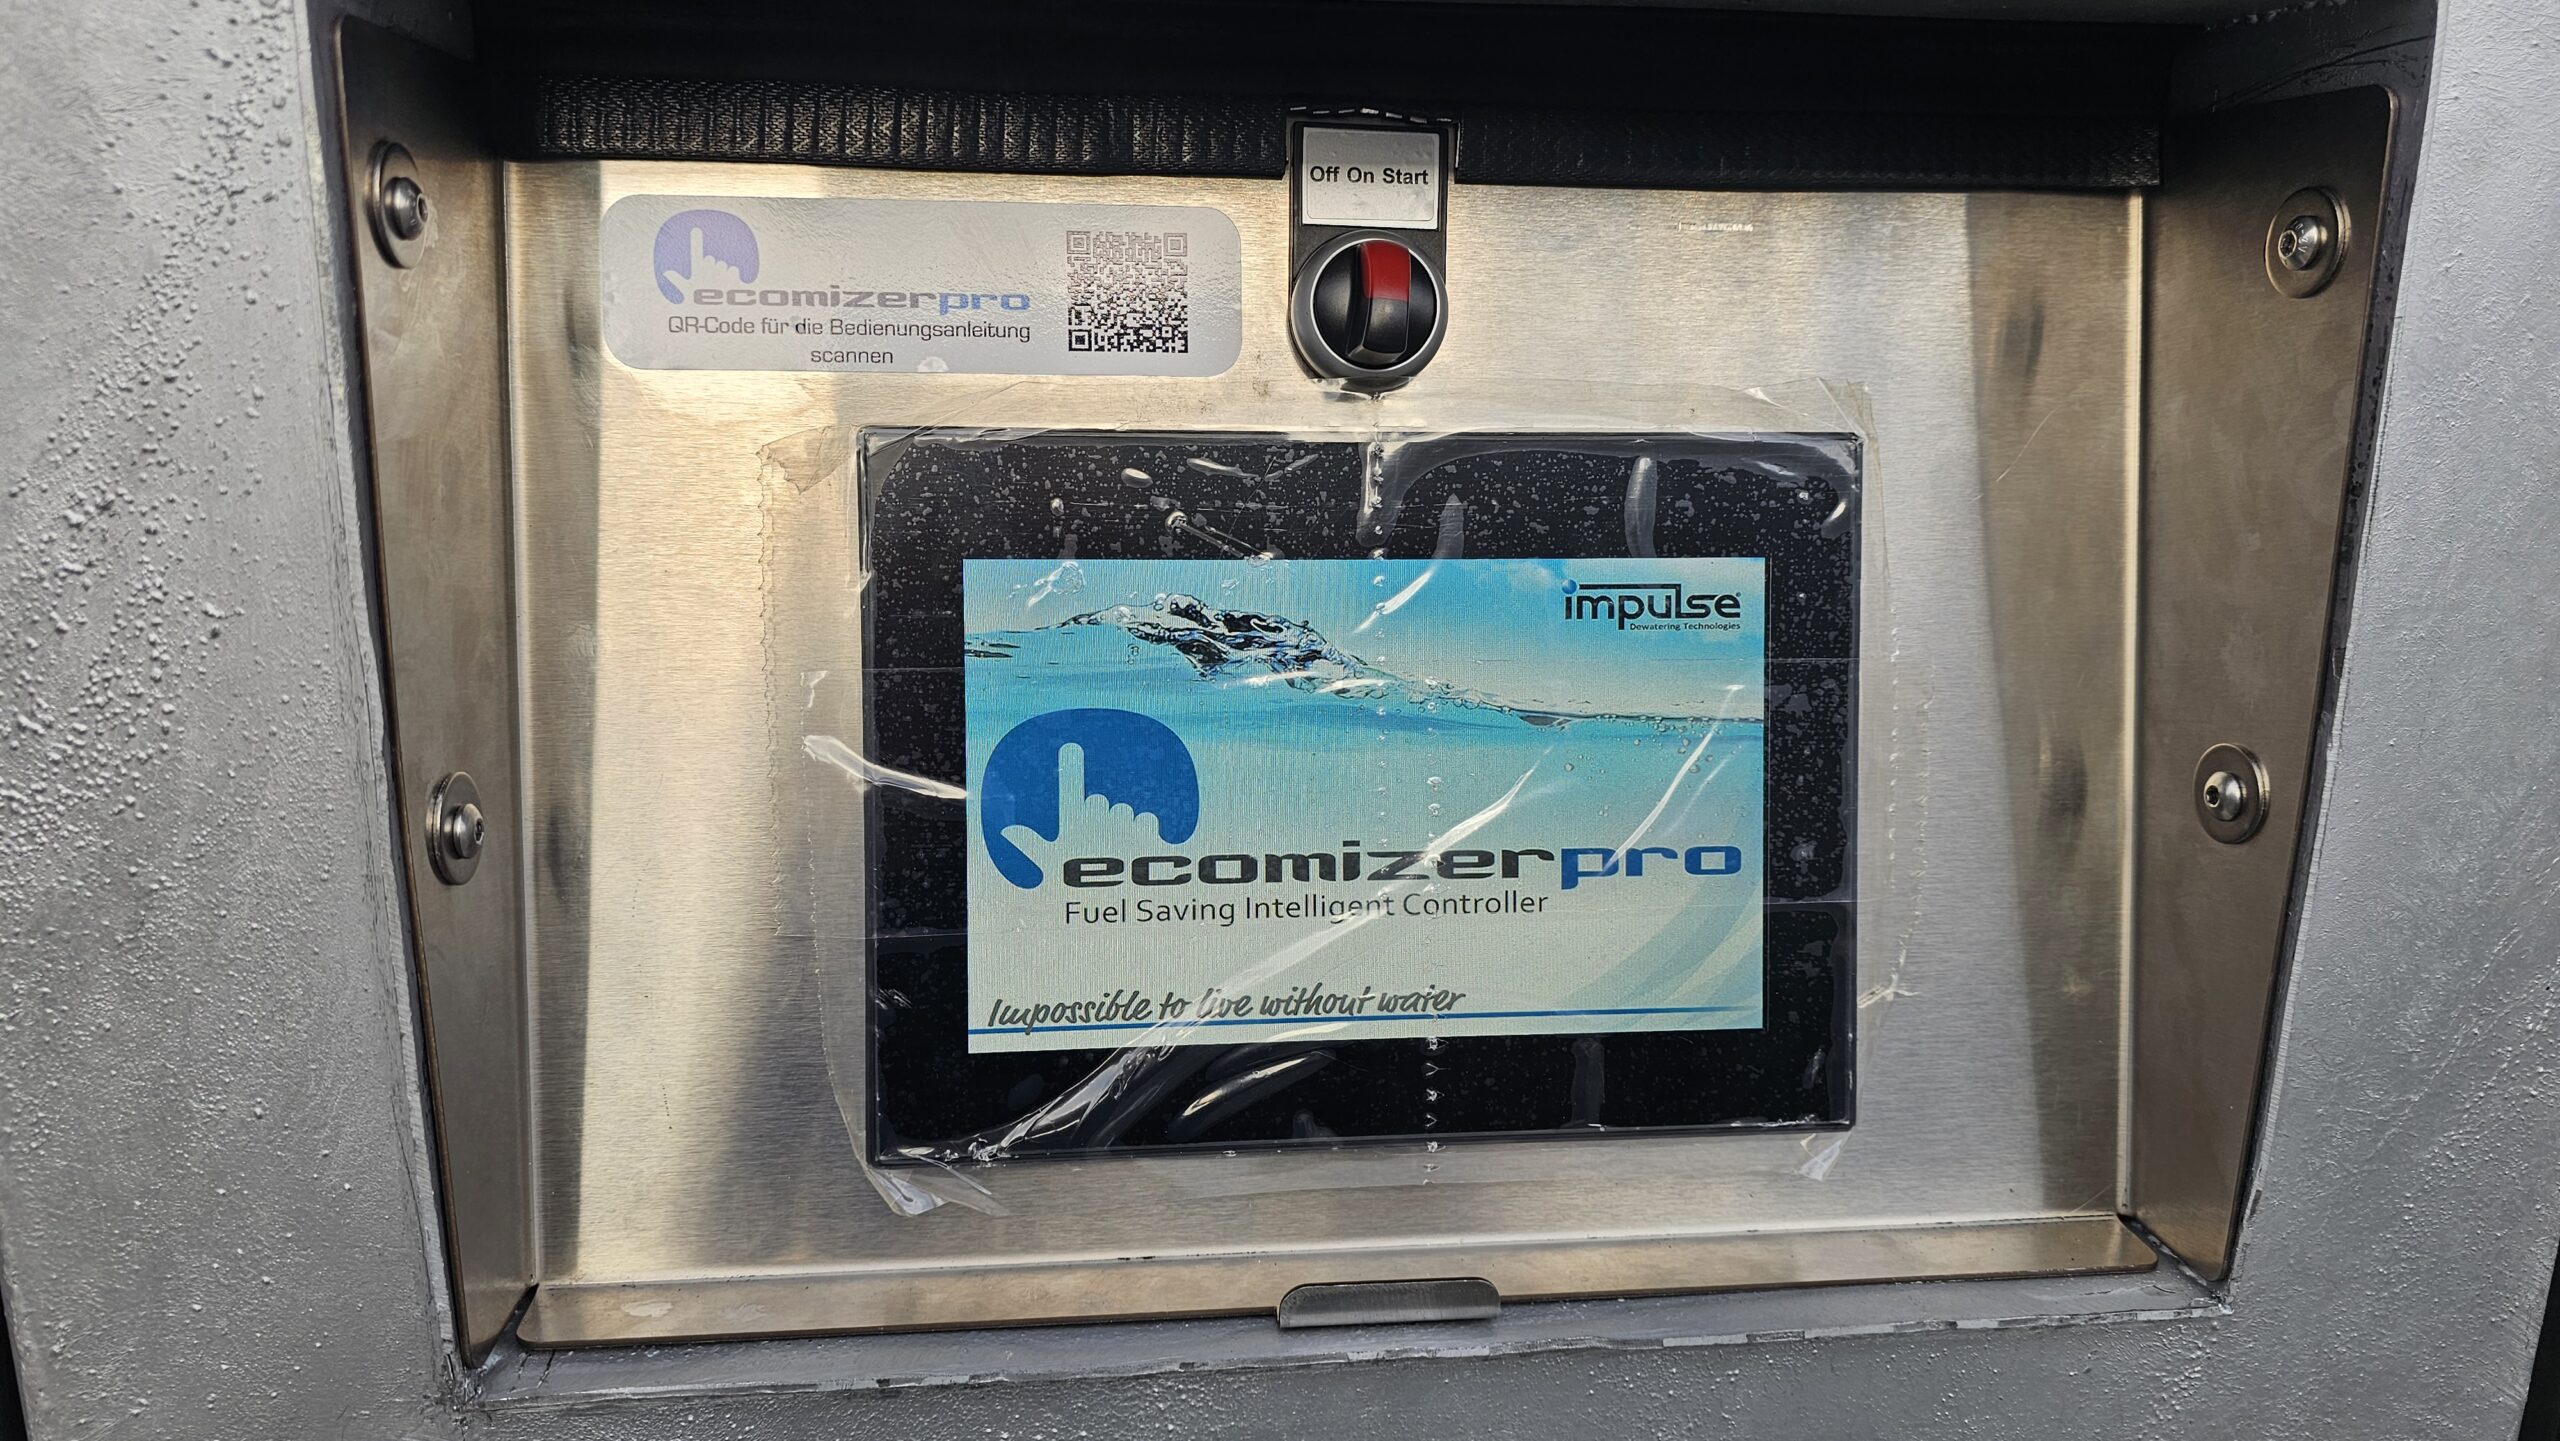 Off On Start
ecomizerpro
QR-Code für die Bedienungsanleitung
scannen
impulse
Dewatering Technologies
ecomizerpro
Fuel Saving Intelligent Controller
Impossible to live without water